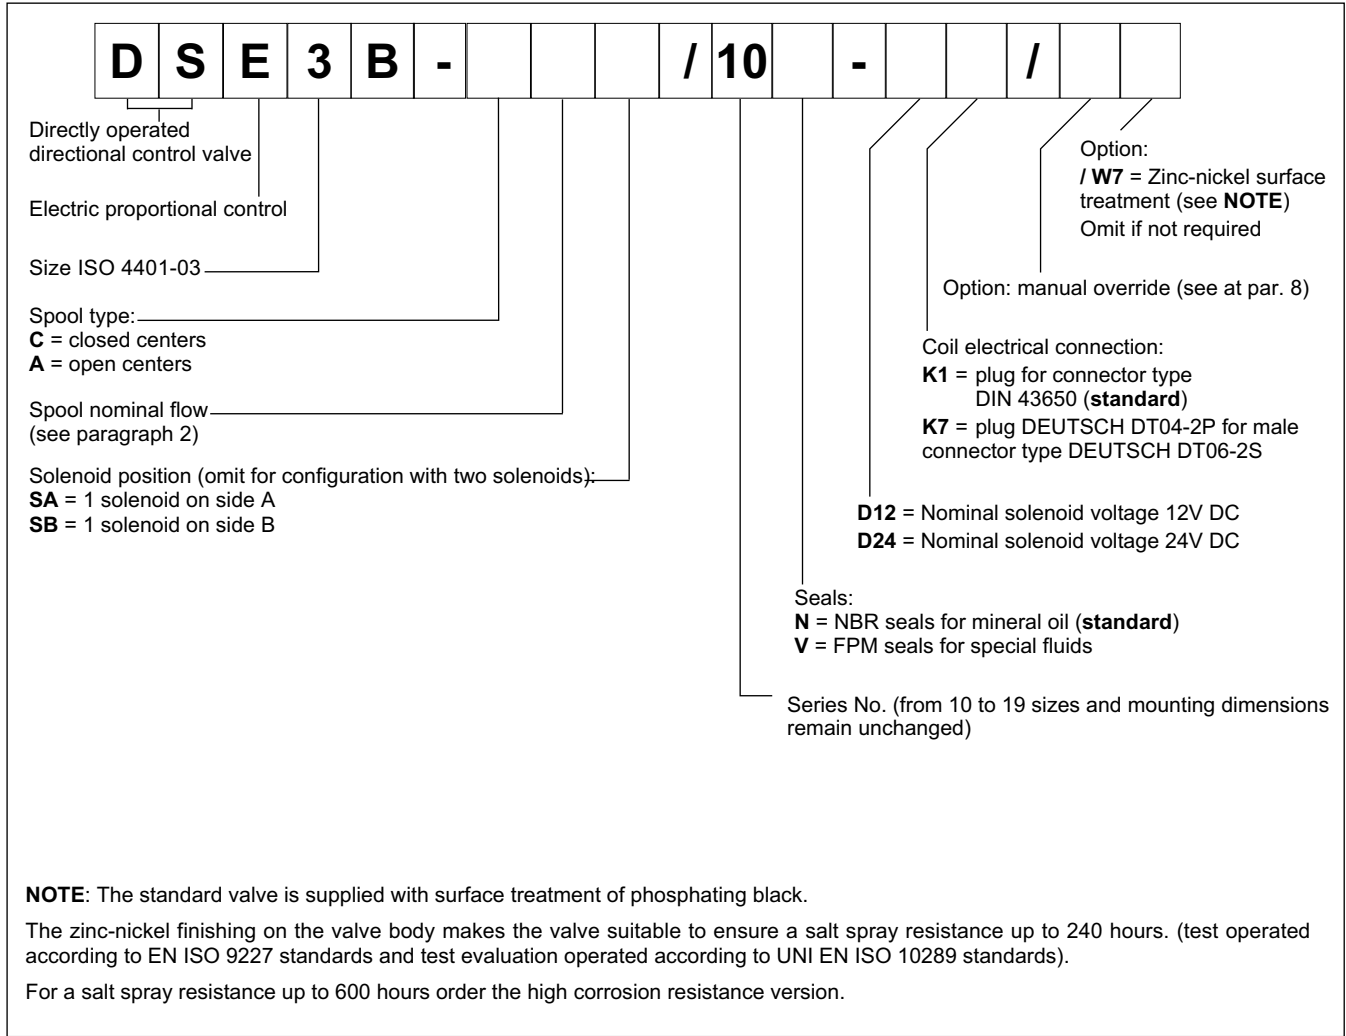 DSE3B- /10 - /
Directly operated
directional control valve
Electric proportional control
Size ISO 4401-03
Spool type:
C = closed centers
A = open centers
Spool nominal flow
(see paragraph 2)
Solenoid position (omit for configuration with two solenoids):
SA = 1 solenoid on side A
SB = 1 solenoid on side B
Option:
/ W7 = Zinc-nickel surface
treatment (see NOTE)
Omit if not required
Option: manual override (see at par. 8)
Coil electrical connection:
K1 = plug for connector type
DIN 43650 (standard)
K7 = plug DEUTSCH DT04-2P for male
connector type DEUTSCH DT06-2S
D12 = Nominal solenoid voltage 12V DC
D24 = Nominal solenoid voltage 24V DC
Seals:
N = NBR seals for mineral oil (standard)
V = FPM seals for special fluids
Series No. (from 10 to 19 sizes and mounting dimensions
remain unchanged)
NOTE: The standard valve is supplied with surface treatment of phosphating black.
The zinc-nickel finishing on the valve body makes the valve suitable to ensure a salt spray resistance up to 240 hours. (test operated
according to EN ISO 9227 standards and test evaluation operated according to UNI EN ISO 10289 standards).
For a salt spray resistance up to 600 hours order the high corrosion resistance version.